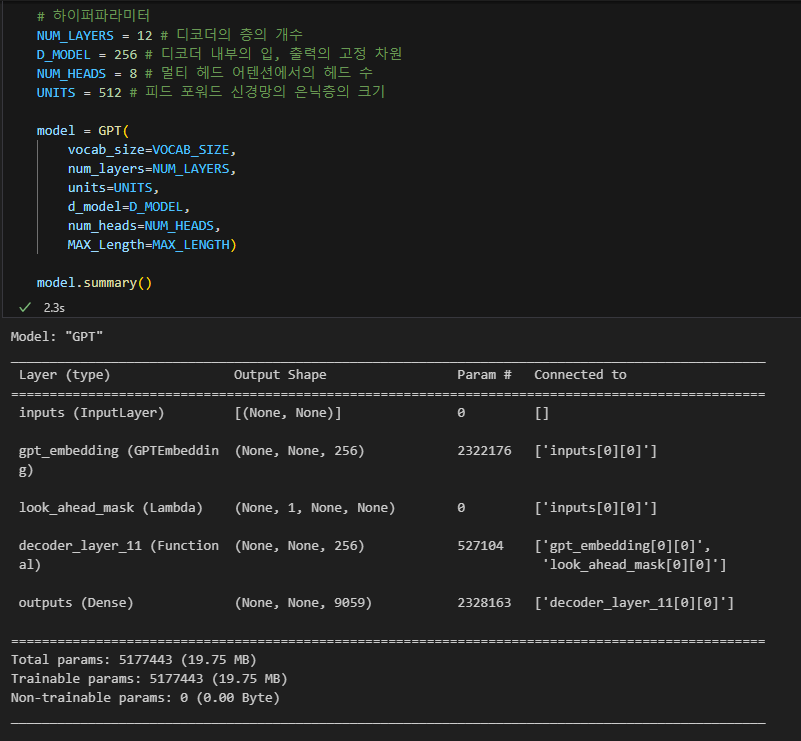 # 하이퍼파라미터
NUM_LAYERS = 12 # 디코더의 층의 개수
D_MODEL = 256 # 디코더 내부의 입, 출력의 고정 차원
NUM_HEADS = 8 # 멀티 헤드 어텐션에서의 헤드 수
UNITS = 512 # 피드 포워드 신경망의 은닉층의 크기
model = GPT(
vocab_size=VOCAB_SIZE,
num_layers=NUM_LAYERS,
units=UNITS,
d_model=D_MODEL,
num_heads=NUM_HEADS,
MAX_Length=MAX_LENGTH)
model.summary()
2.3s
Model: "GPT"
Layer (type) Output Shape Param # Connected to
inputs (InputLayer) [(None, None)] 0 []
gpt_embedding (GPTEmbeddin (None, None, 256) 2322176 ['inputs[0][0]']
g)
look_ahead_mask (Lambda) (None, 1, None, None) 0 ['inputs[0][0]']
decoder_layer_11 (Function (None, None, 256) 527104 ['gpt_embedding[0][0]',
al) 'look_ahead_mask[0][0]']
outputs (Dense) (None, None, 9059) 2328163 ['decoder_layer_11[0][0]']
Total params: 5177443 (19.75 MB)
Trainable params: 5177443 (19.75 MB)
Non-trainable params: 0 (0.00 Byte)